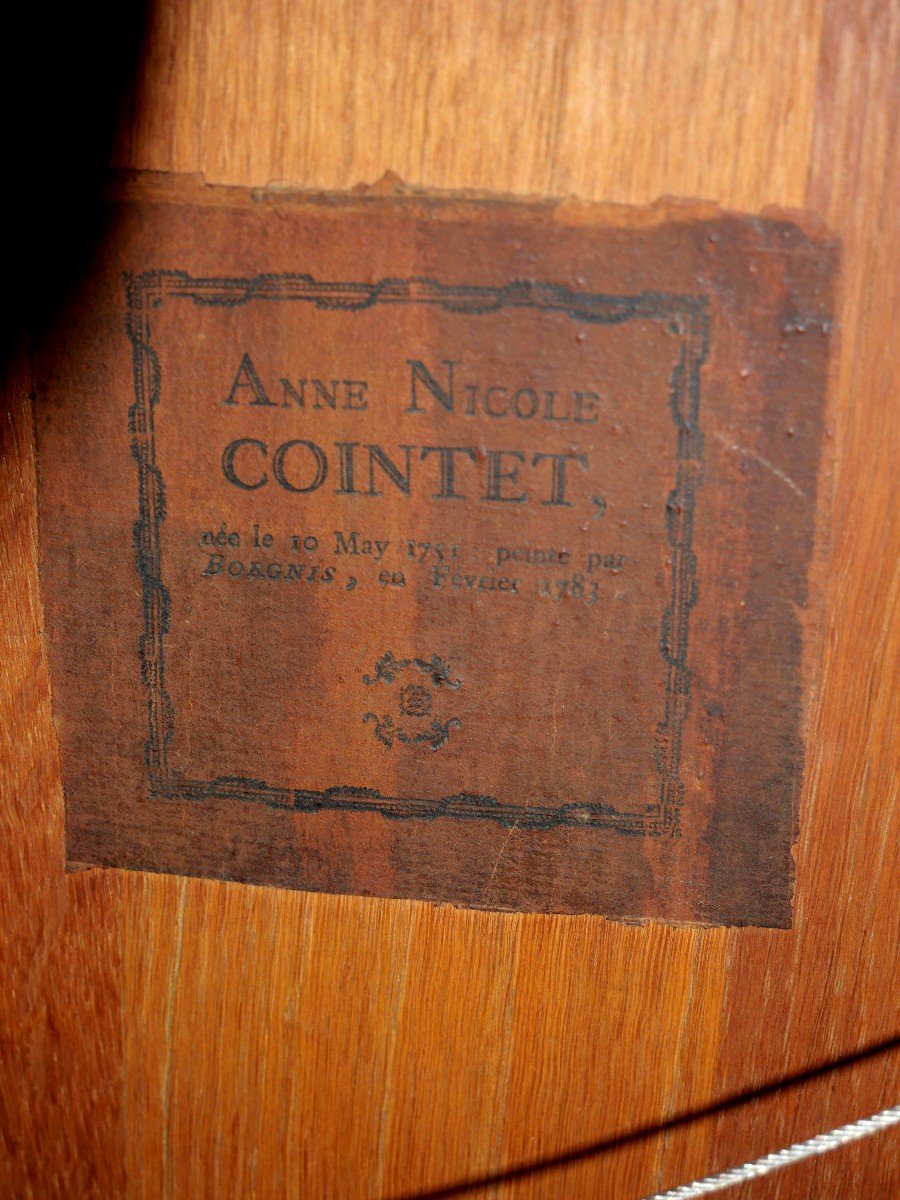 ANNE NICOLE
COINTET,
née le 10 May 1751 ; peinte par
BORGNIS, en Février 1783